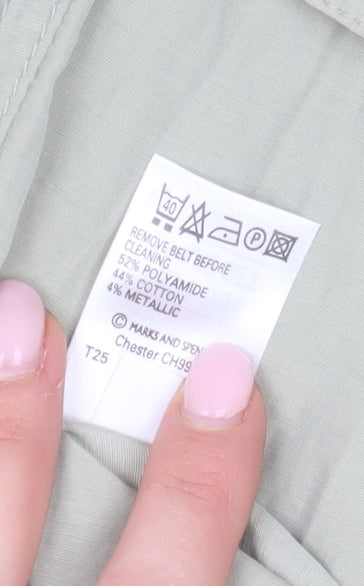 40
P
REMOVE BELT BEFORE
CLEANING
52% POLYAMIDE
44% COTTON
4% METALLIC
© MARKS AND SPEN
Chester CH99
T25